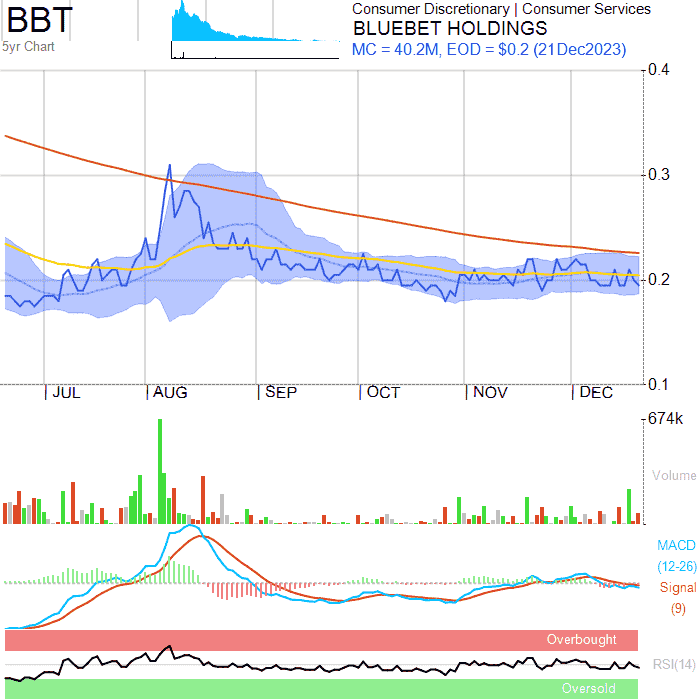 BBT
5yr Chart
Consumer Discretionary | Consumer Services
BLUEBET HOLDINGS
MC = 40.2M, EOD = $0.2 (21Dec2023)
0.4
0.3
0.2
0.1
JUL AUG SEP OCT NOV DEC
674k
Volume
MACD
(12-26)
Signal
(9)
Overbought
RSI(14)
Oversold